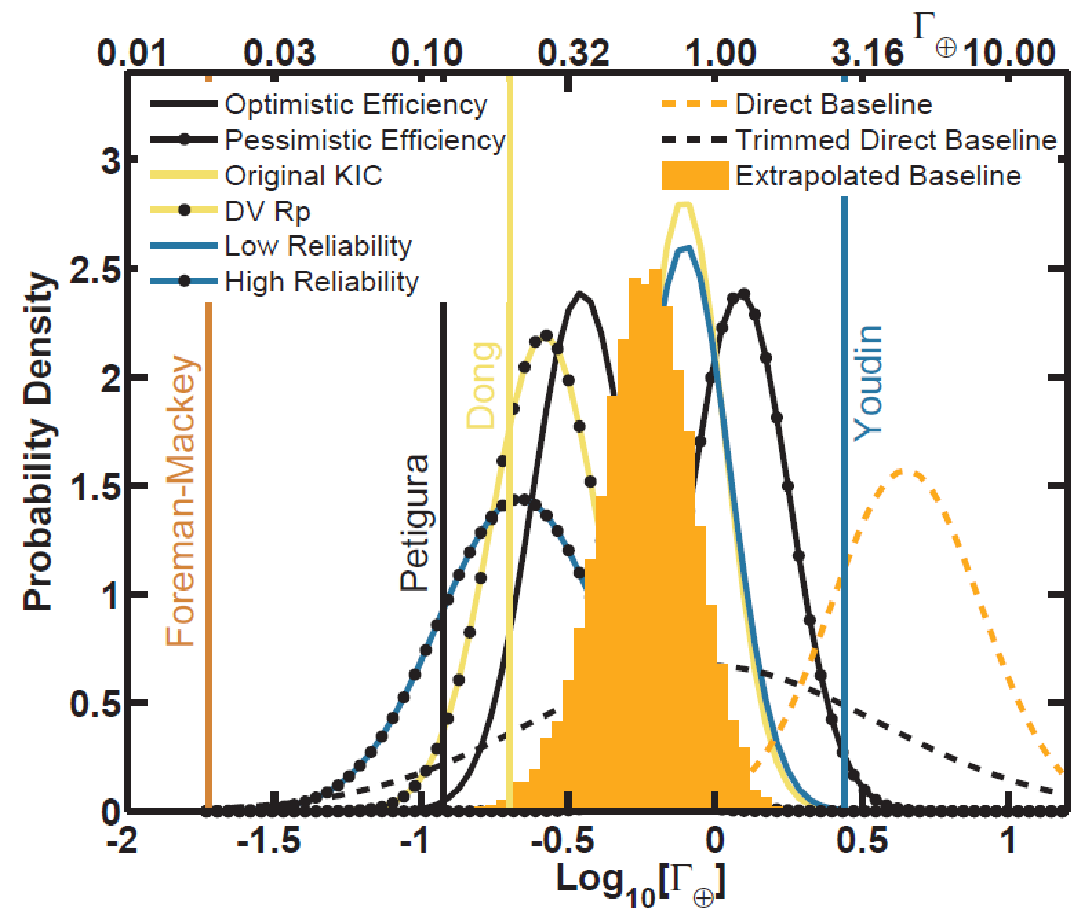 Γ⊕
0.01 0.03 0.10 0.32 1.00 3.16 10.00
Optimistic Efficiency
Pessimistic Efficiency
Original KIC
DV Rp
Low Reliability
High Reliability
Direct Baseline
Trimmed Direct Baseline
Extrapolated Baseline
Probability Density
3
2.5
2
1.5
1
0.5
0
Foreman-Mackey
Petigura
Dong
Youdin
-2 -1.5 -1 -0.5 0 0.5 1
Log10[Γ⊕]